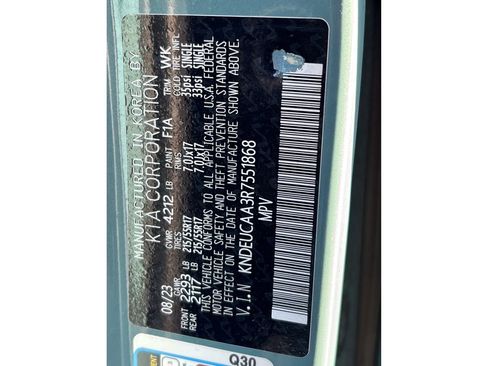 MANUFACTURED IN KOREA BY
KIA CORPORATION
08/23 GVWR 4212 LB PAINT F1A TRIM WK
GAWR TIRES RIMS COLD TIRE INFL
FRONT 2293 LB 215/55R17 7.0JX17 35psi SINGLE
REAR 2117 LB 215/55R17 7.0JX17 33psi SINGLE
THIS VEHICLE CONFORMS TO ALL APPLICABLE U.S.A. FEDERAL
MOTOR VEHICLE SAFETY, BUMPER, AND THEFT PREVENTION STANDARDS
IN EFFECT ON THE DATE OF MANUFACTURE SHOWN ABOVE.
V.I.N KNDEUCAA3R7551868
MPV
Q30